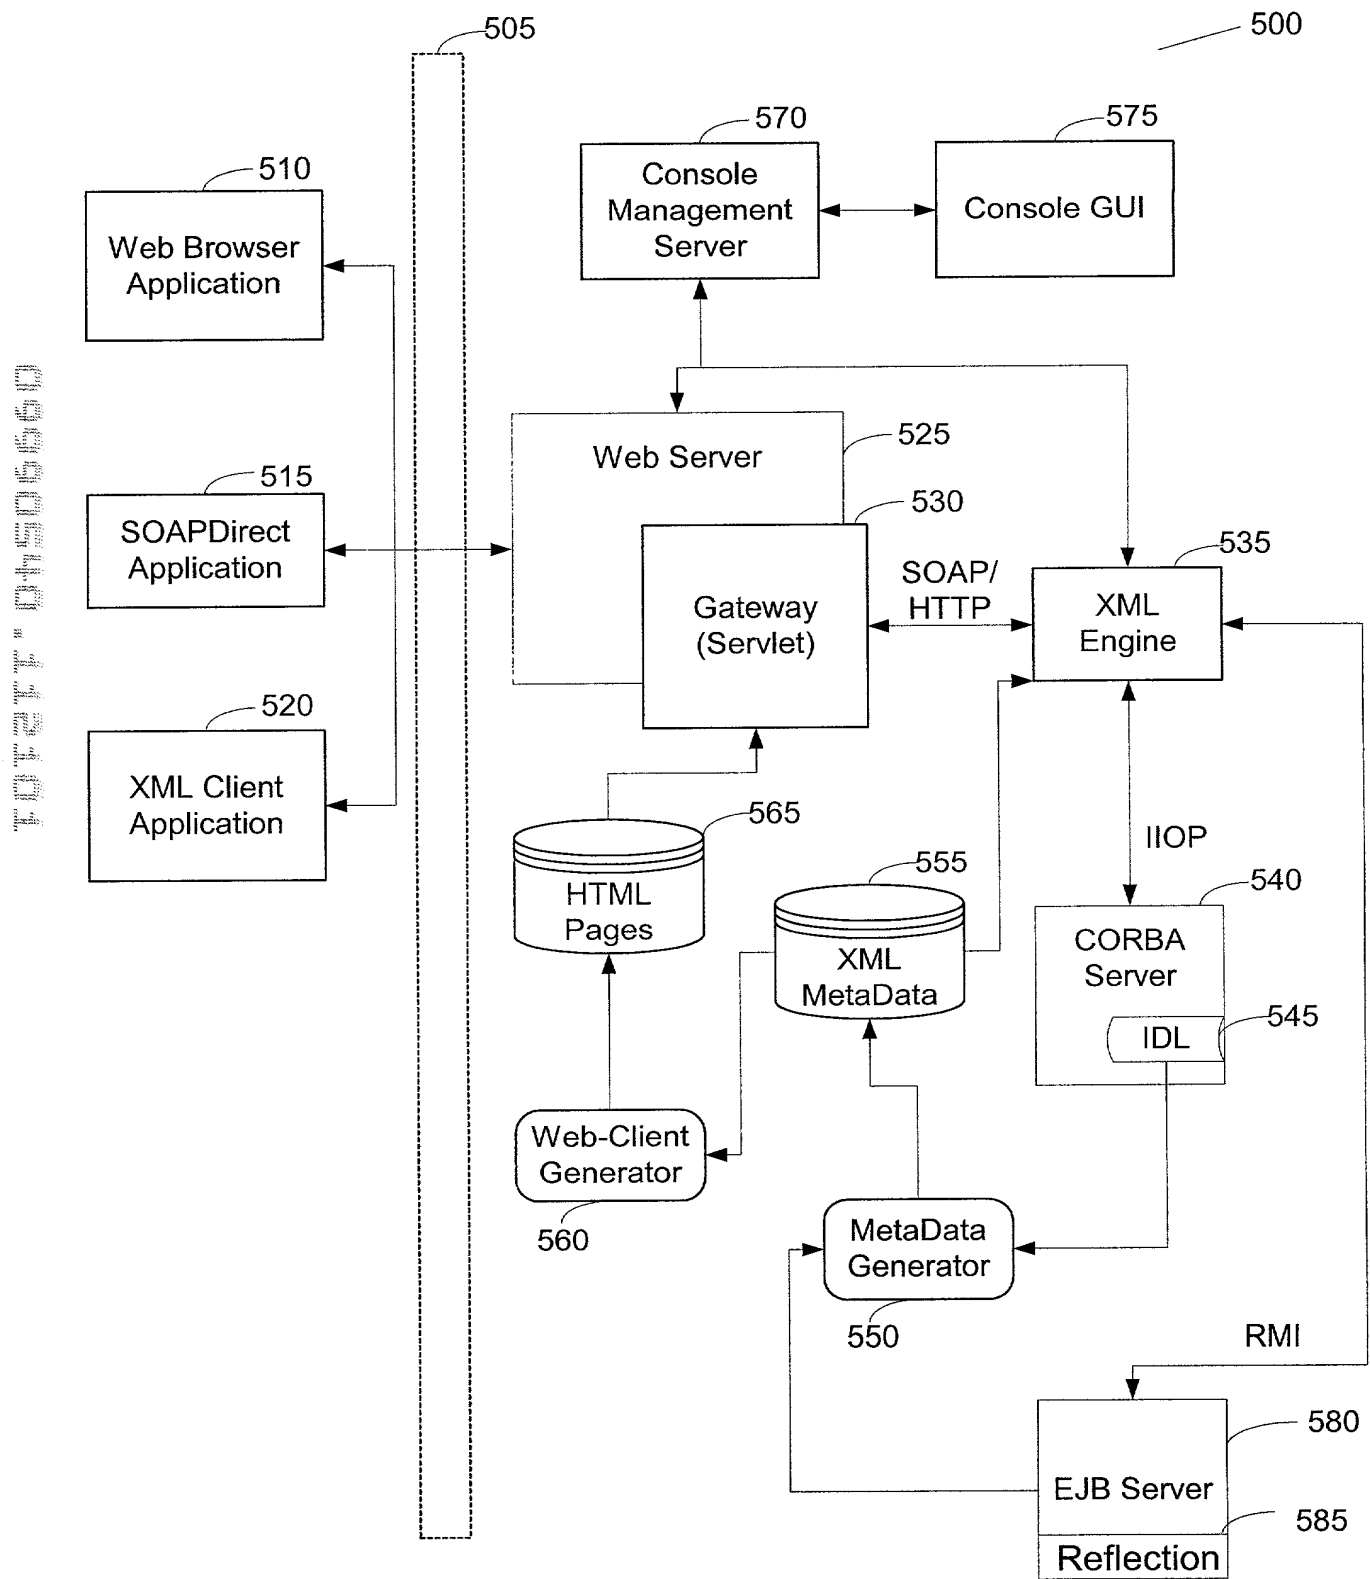 505
500
570
575
510
Console
Management
Server
Console GUI
Web Browser
Application
525
Web Server
515
530
535
SOAPDirect
Application
SOAP/
HTTP
XML
Engine
Gateway
(Servlet)
520
XML Client
Application
565
IIOP
555
540
HTML
Pages
CORBA
Server
XML
MetaData
545
IDL
Web-Client
Generator
560
MetaData
Generator
550
RMI
580
EJB Server
585
Reflection